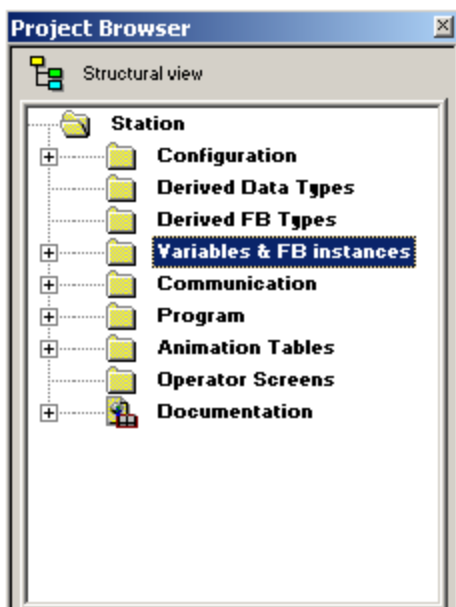 Project Browser
Structural view
Station
Configuration
Derived Data Types
Derived FB Types
Variables & FB instances
Communication
Program
Animation Tables
Operator Screens
Documentation